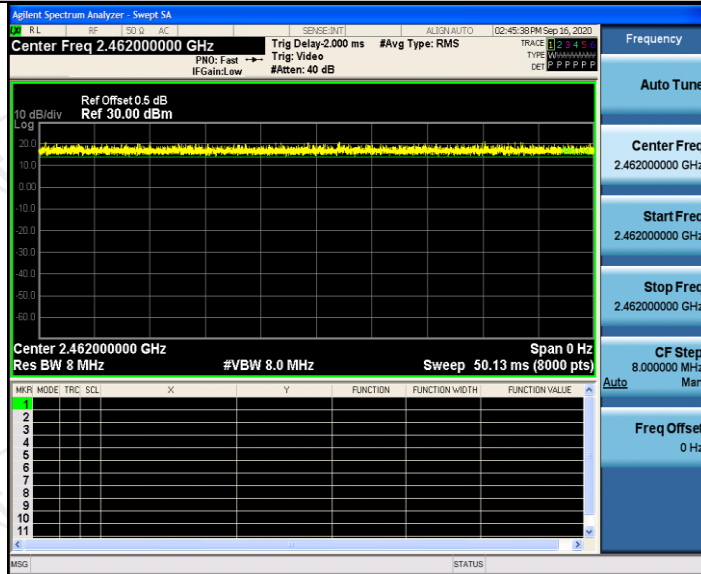 Agilent Spectrum Analyzer - Swept SA
RL RF 50 Ω AC SENSE:INT ALIGN AUTO 02:45:38 PM Sep 16, 2020
Center Freq 2.462000000 GHz
PNO: Fast
IFGain:Low
Trig Delay-2.000 ms
Trig: Video
#Atten: 40 dB
#Avg Type: RMS
TRACE 1 2 3 4 5 6
TYPE
DET P P P P P P
Ref Offset 0.5 dB
10 dB/div Ref 30.00 dBm
Log
20.0
10.0
0.00
-10.0
-20.0
-30.0
-40.0
-50.0
-60.0
Center 2.462000000 GHz Span 0 Hz
Res BW 8 MHz #VBW 8.0 MHz Sweep 50.13 ms (8000 pts)
MKR MODE TRC SCL X Y FUNCTION FUNCTION WIDTH FUNCTION VALUE
1
2
3
4
5
6
7
8
9
10
11
MSG STATUS
Frequency
Auto Tune
Center Freq
2.462000000 GHz
Start Freq
2.462000000 GHz
Stop Freq
2.462000000 GHz
CF Step
8.000000 MHz
Auto Man
Freq Offset
0 Hz